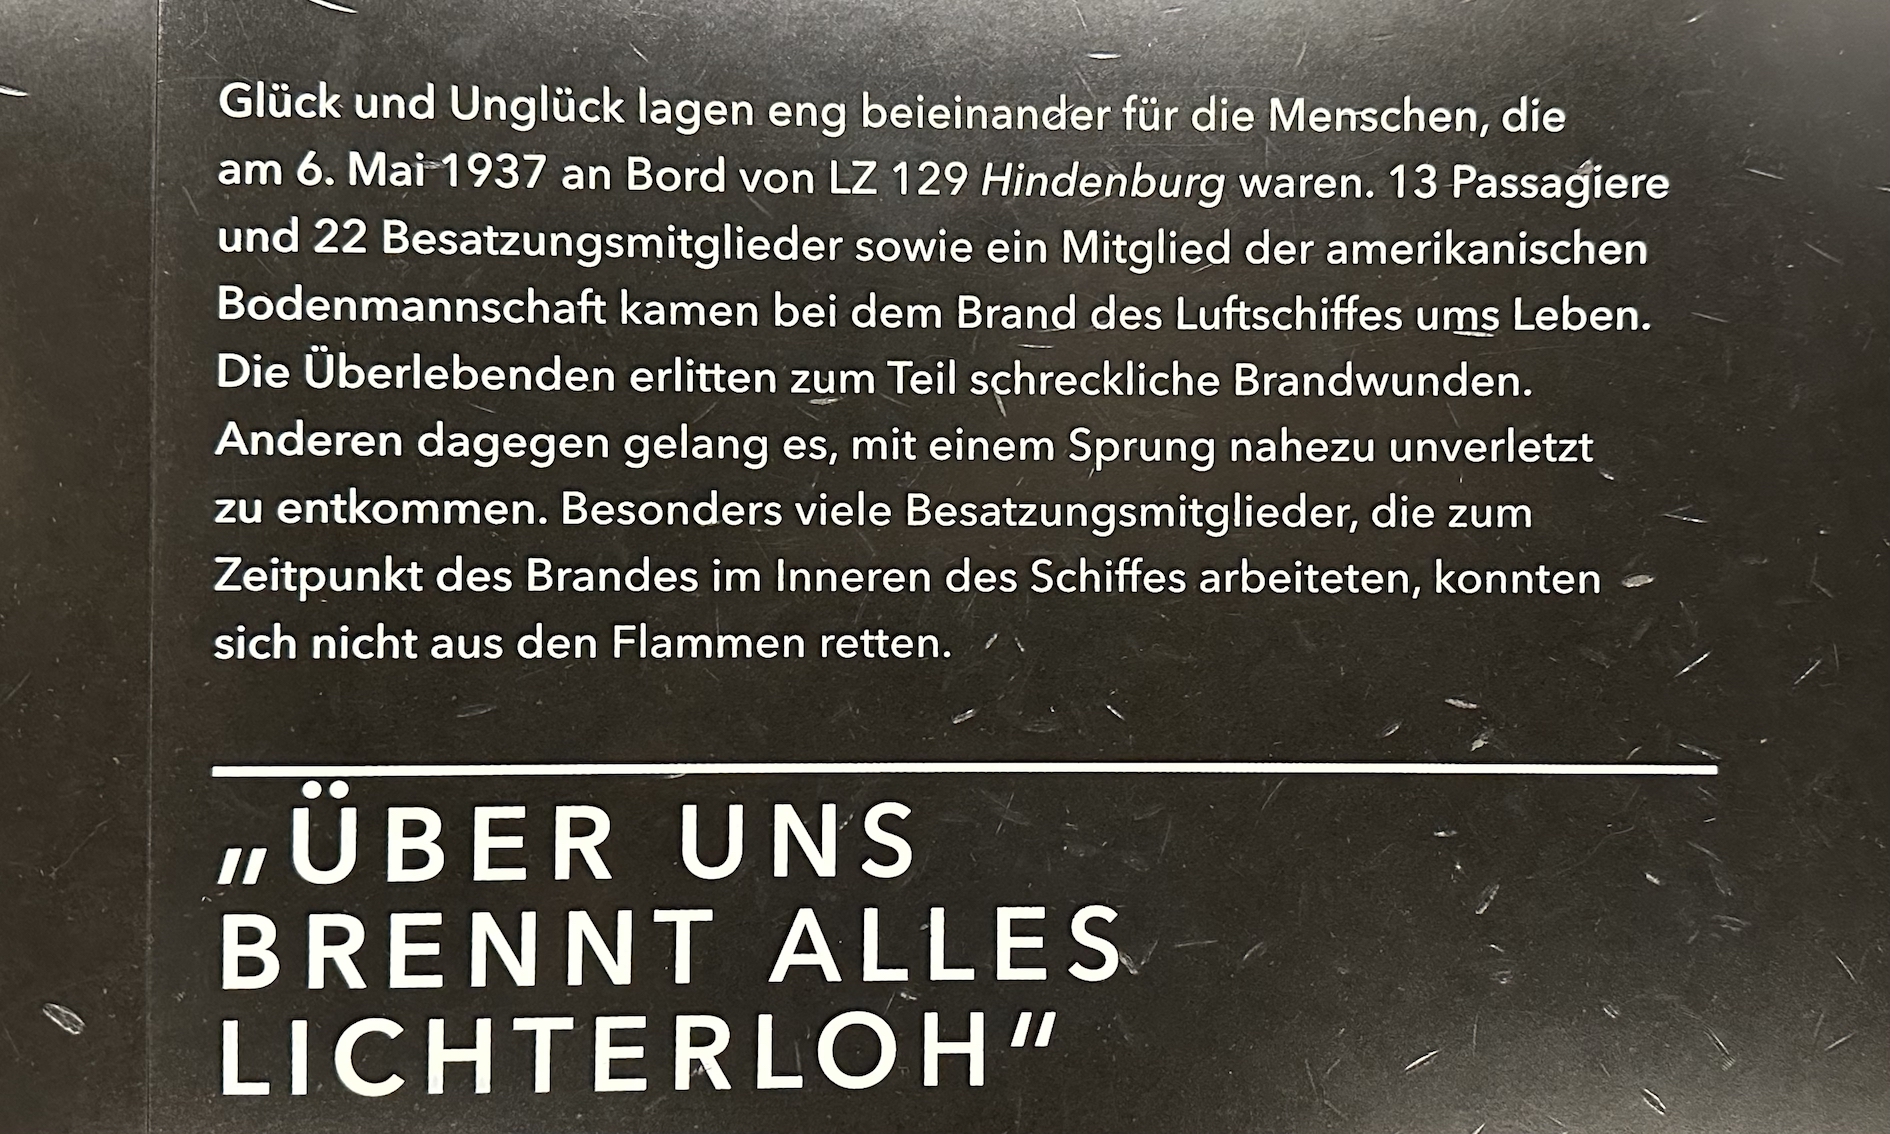 Glück und Unglück lagen eng beieinander für die Menschen, die
am 6. Mai 1937 an Bord von LZ 129 Hindenburg waren. 13 Passagiere
und 22 Besatzungsmitglieder sowie ein Mitglied der amerikanischen
Bodenmannschaft kamen bei dem Brand des Luftschiffes ums Leben.
Die Überlebenden erlitten zum Teil schreckliche Brandwunden.
Anderen dagegen gelang es, mit einem Sprung nahezu unverletzt
zu entkommen. Besonders viele Besatzungsmitglieder, die zum
Zeitpunkt des Brandes im Inneren des Schiffes arbeiteten, konnten
sich nicht aus den Flammen retten.
„ÜBER UNS
BRENNT ALLES
LICHTERLOH“